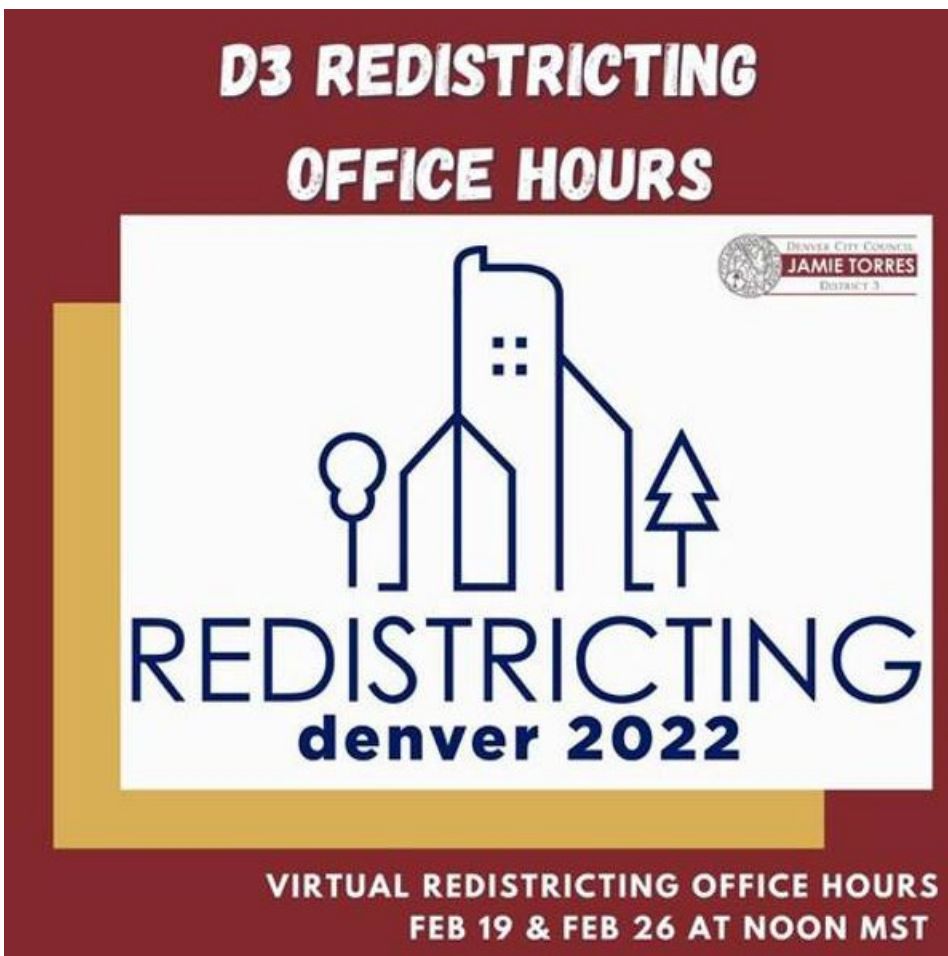 D3 REDISTRICTING
OFFICE HOURS
DENVER CITY COUNCIL
JAMIE TORRES
DISTRICT 3
REDISTRICTING
denver 2022
VIRTUAL REDISTRICTING OFFICE HOURS
FEB 19 & FEB 26 AT NOON MST